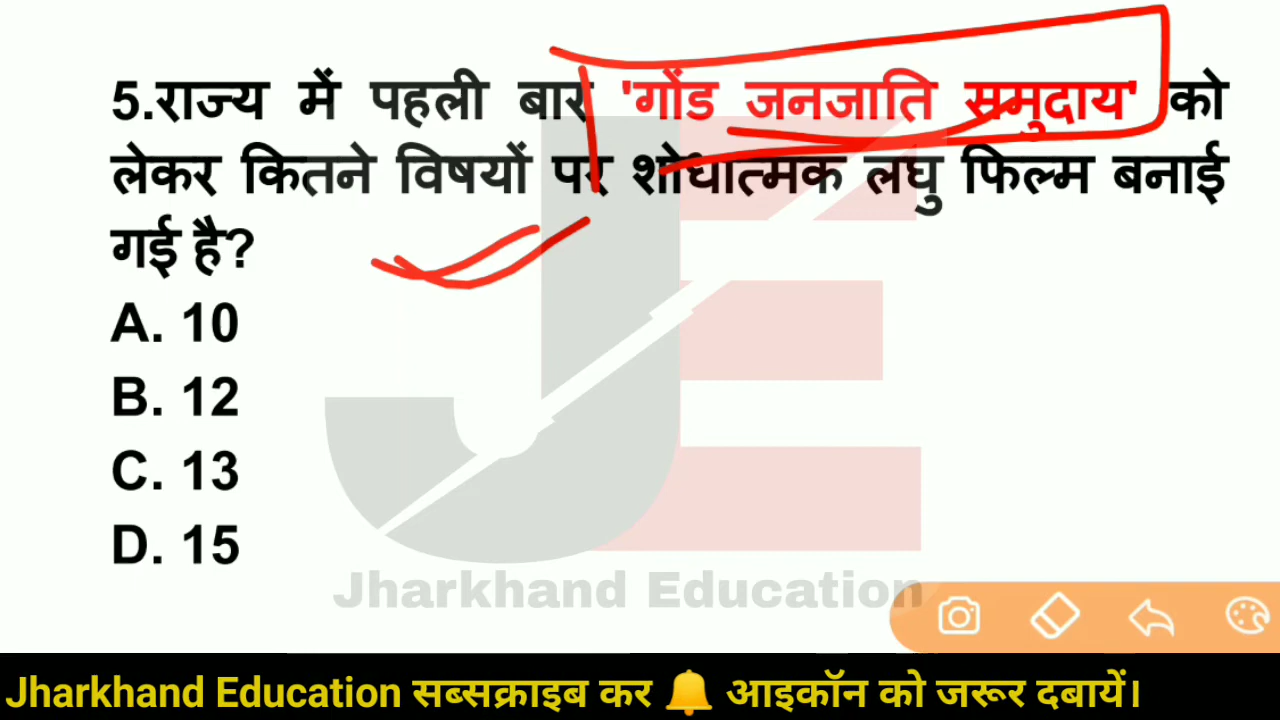 5.राज्य में पहली बार 'गोंड जनजाति समुदाय' को
लेकर कितने विषयों पर शोधात्मक लघु फिल्म बनाई
गई है?
A. 10
B. 12
C. 13
D. 15
Jharkhand Education
Jharkhand Education सब्सक्राइब कर 🔔 आइकॉन को जरूर दबायें।